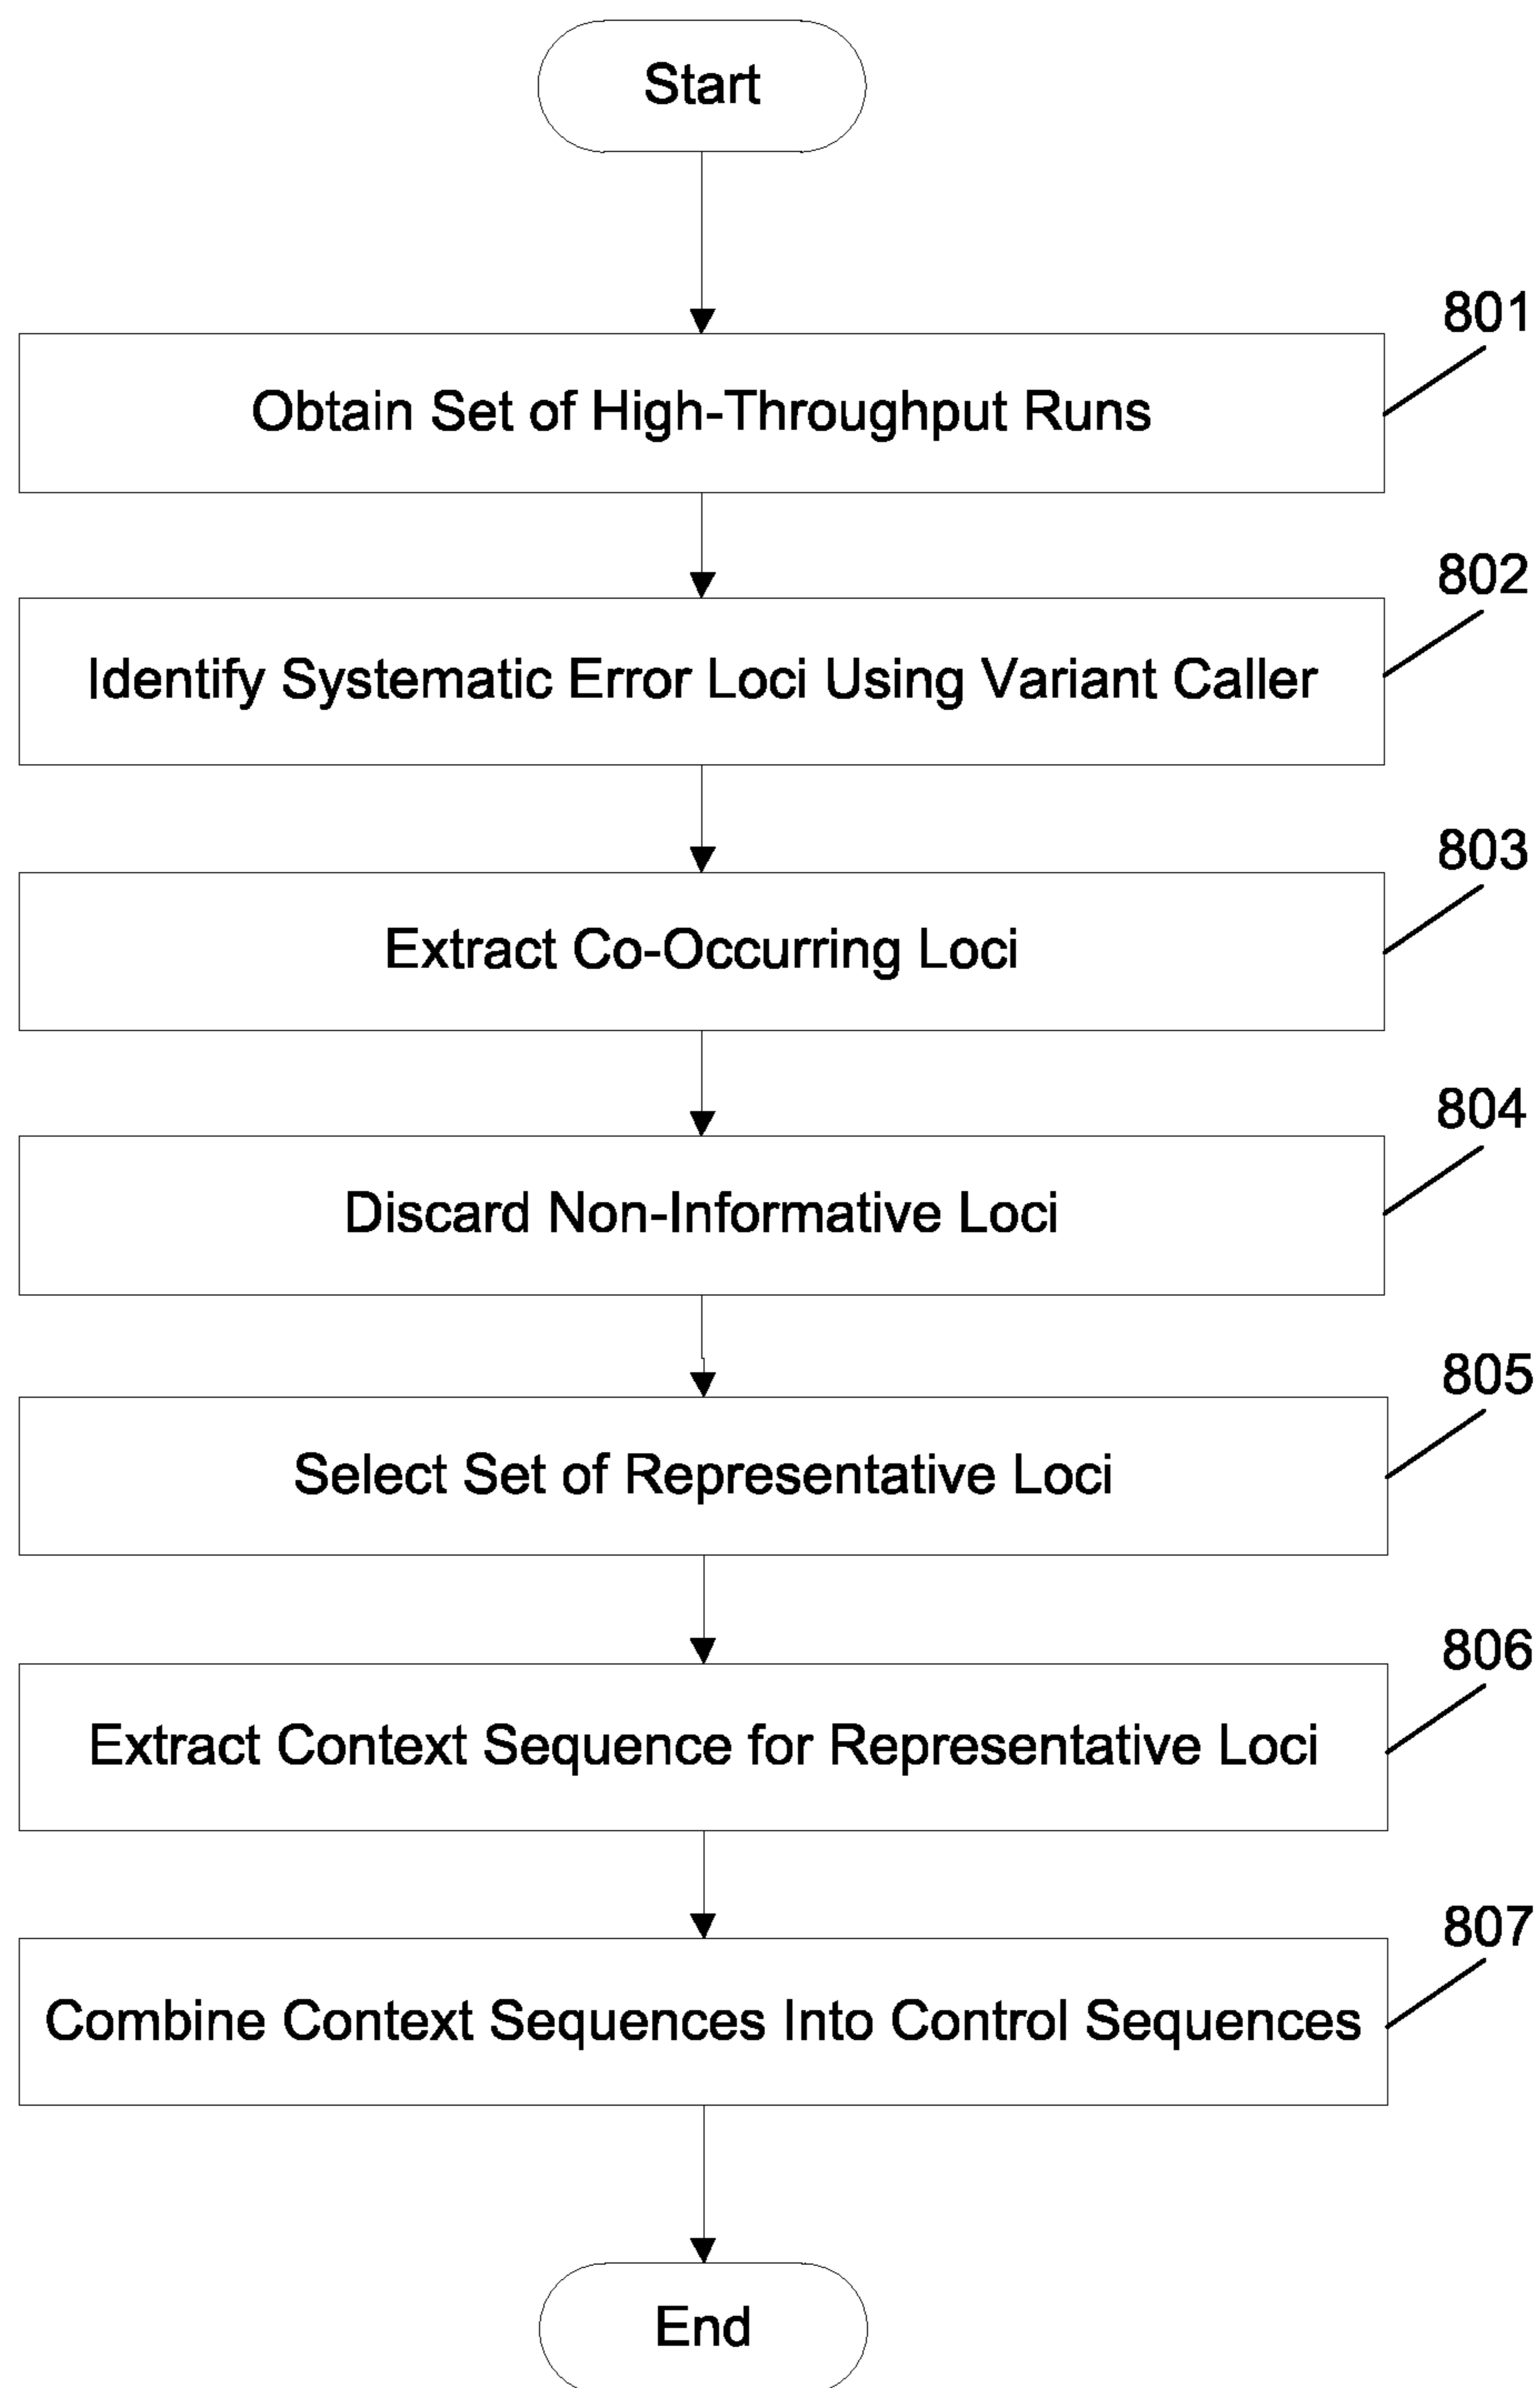 Start
801
Obtain Set of High-Throughput Runs
802
Identify Systematic Error Loci Using Variant Caller
803
Extract Co-Occurring Loci
804
Discard Non-Informative Loci
805
Select Set of Representative Loci
806
Extract Context Sequence for Representative Loci
807
Combine Context Sequences Into Control Sequences
End